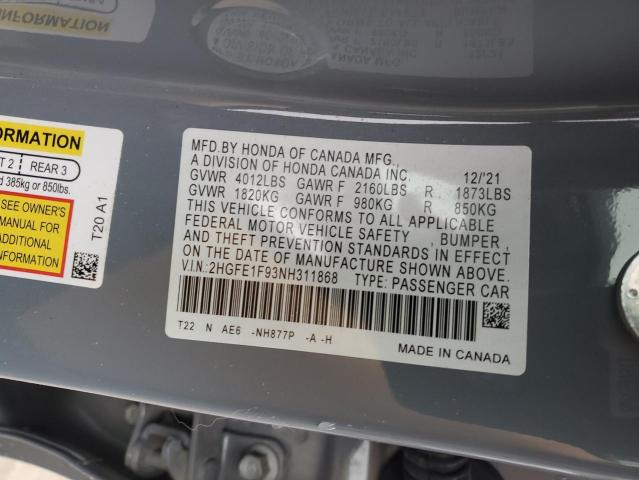 ORMATION
T 2 | REAR 3
385kg or 850lbs.
SEE OWNER'S
MANUAL FOR
ADDITIONAL
INFORMATION
T20 A1
MFD.BY HONDA OF CANADA MFG.
A DIVISION OF HONDA CANADA INC. 12/'21
GVWR 4012LBS GAWR F 2160LBS R 1873LBS
GVWR 1820KG GAWR F 980KG R 850KG
THIS VEHICLE CONFORMS TO ALL APPLICABLE
FEDERAL MOTOR VEHICLE SAFETY , BUMPER ,
AND THEFT PREVENTION STANDARDS IN EFFECT
ON THE DATE OF MANUFACTURE SHOWN ABOVE.
V.I.N.:2HGFE1F93NH311868 TYPE: PASSENGER CAR
T22 N AE6 -NH877P -A -H
MADE IN CANADA